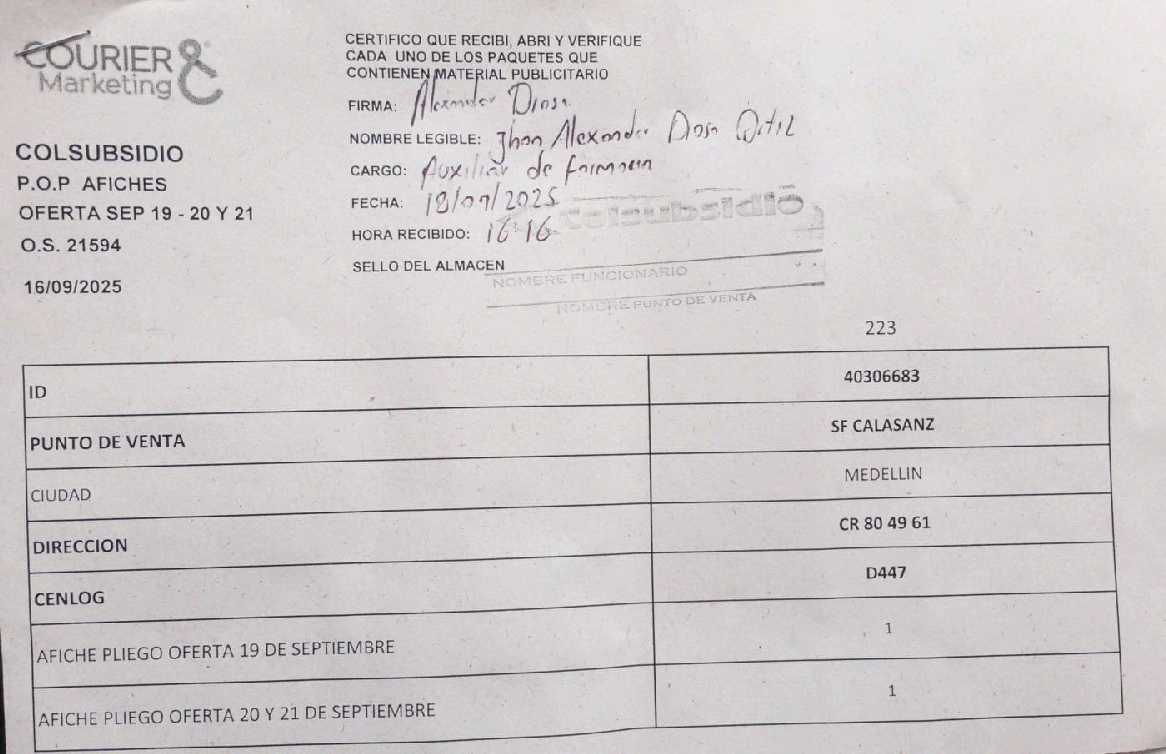 COURIER &
Marketing
COLSUBSIDIO
P.O.P AFICHES
OFERTA SEP 19 - 20 Y 21
O.S. 21594
16/09/2025
CERTIFICO QUE RECIBI, ABRI Y VERIFIQUE
CADA UNO DE LOS PAQUETES QUE
CONTIENEN MATERIAL PUBLICITARIO
FIRMA: Alexander Diosa
NOMBRE LEGIBLE: Jhon Alexander Diosa Ortiz
CARGO: Auxiliar de farmacia
FECHA: 18/09/2025
HORA RECIBIDO: 16:16
colsubsidio
SELLO DEL ALMACEN
NOMBRE FUNCIONARIO
NOMBRE PUNTO DE VENTA
223
ID 40306683
PUNTO DE VENTA SF CALASANZ
CIUDAD MEDELLIN
DIRECCION CR 80 49 61
CENLOG D447
AFICHE PLIEGO OFERTA 19 DE SEPTIEMBRE 1
AFICHE PLIEGO OFERTA 20 Y 21 DE SEPTIEMBRE 1